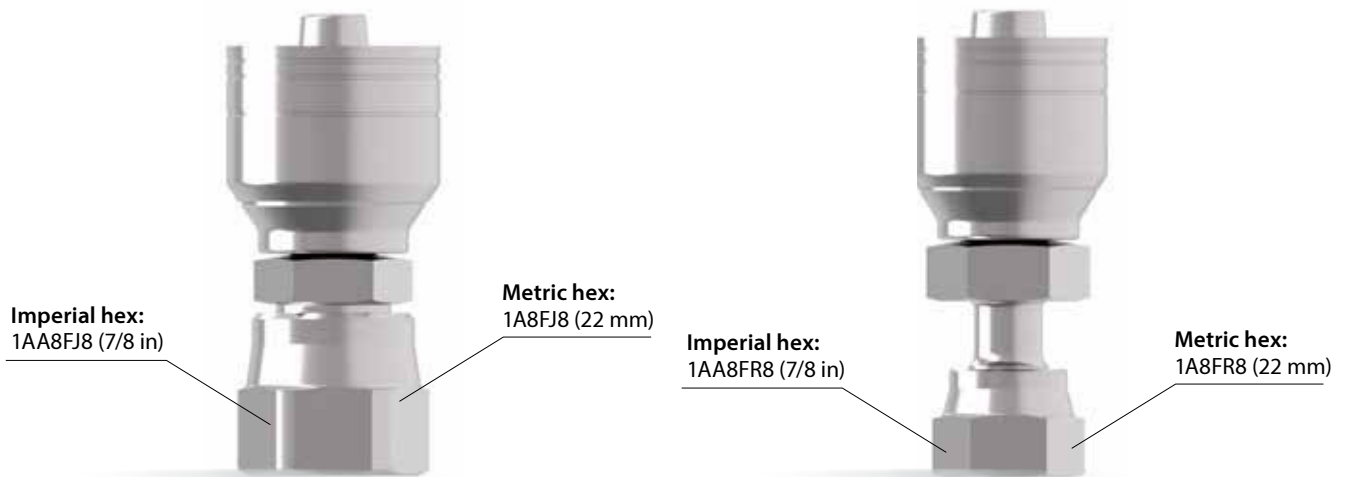 Imperial hex:
1AA8FJ8 (7/8 in)
Metric hex:
1A8FJ8 (22 mm)
Imperial hex:
1AA8FR8 (7/8 in)
Metric hex:
1A8FR8 (22 mm)